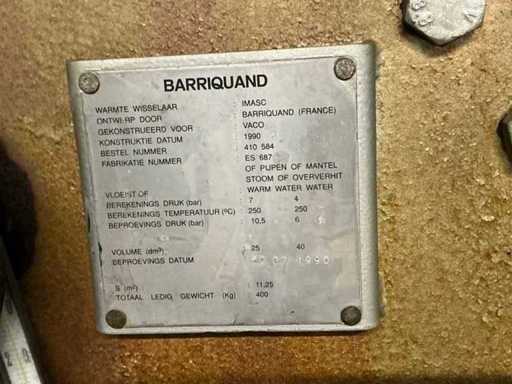 BARRIQUAND
WARMTE WISSELAAR : IMASC
ONTWERP DOOR : BARRIQUAND (FRANCE)
GEKONSTRUEERD VOOR : VACO
KONSTRUKTIE DATUM : 1990
BESTEL NUMMER : 410 584
FABRIKATIE NUMMER : ES 687
OF PIJPEN OF MANTEL
STOOM OF OVERVERHIT
VLOEISTOF : WARM WATER WATER
BEREKENINGS DRUK (bar) : 7 4
BEREKENINGS TEMPERATUUR (ºC) : 250 250
BEPROEVINGS DRUK (bar) : 10,5 6
VOLUME (dm³) : 25 40
BEPROEVINGS DATUM : 07 1990
S (m²) : 11,25
TOTAAL LEDIG GEWICHT (Kg) : 400